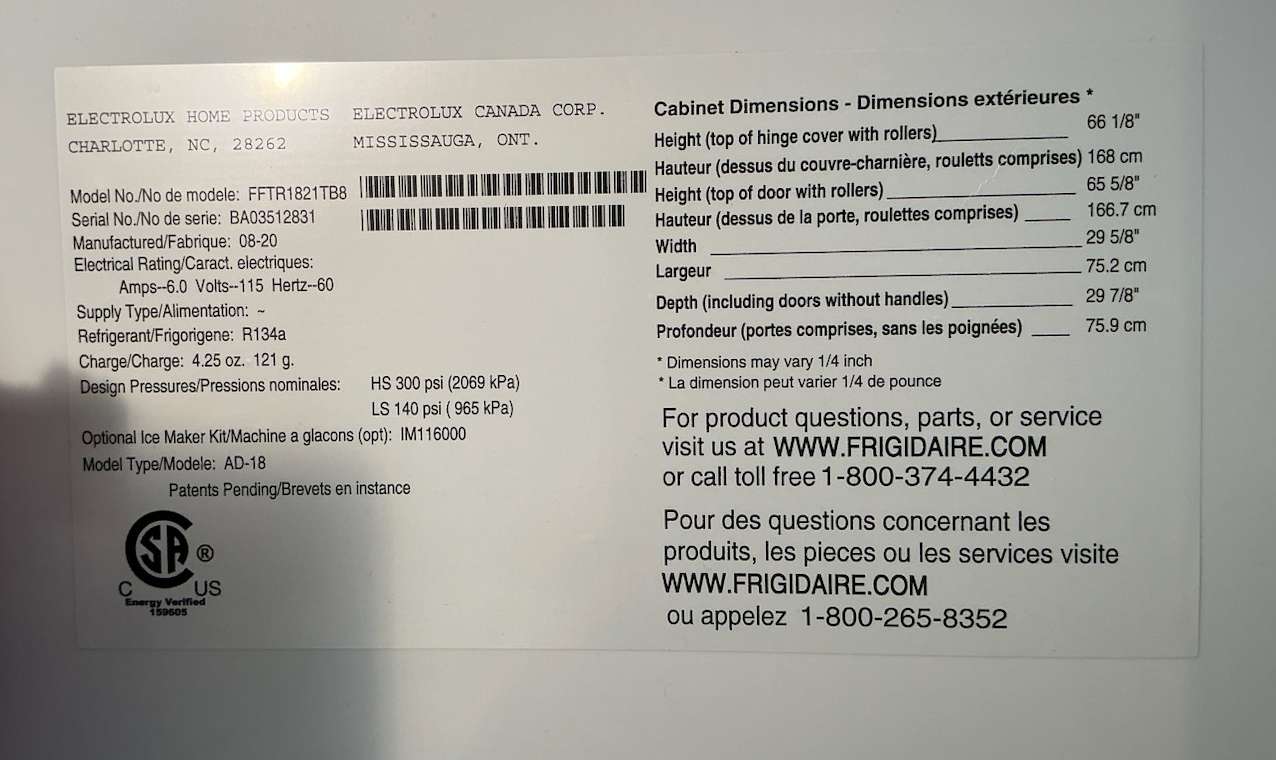 ELECTROLUX HOME PRODUCTS
CHARLOTTE, NC, 28262
ELECTROLUX CANADA CORP.
MISSISSAUGA, ONT.
Model No./No de modele: FFTR1821TB8
Serial No./No de serie: BA03512831
Manufactured/Fabrique: 08-20
Electrical Rating/Caract. electriques:
Amps--6.0 Volts--115 Hertz--60
Supply Type/Alimentation: ~
Refrigerant/Frigorigene: R134a
Charge/Charge: 4.25 oz. 121 g.
Design Pressures/Pressions nominales: HS 300 psi (2069 kPa)
LS 140 psi ( 965 kPa)
Optional Ice Maker Kit/Machine a glacons (opt): IM116000
Model Type/Modele: AD-18
Patents Pending/Brevets en instance
SA ®
C US
Energy Verified
159605
Cabinet Dimensions - Dimensions extérieures *
Height (top of hinge cover with rollers) 66 1/8"
Hauteur (dessus du couvre-charnière, rouletts comprises) 168 cm
Height (top of door with rollers) 65 5/8"
Hauteur (dessus de la porte, roulettes comprises) 166.7 cm
Width 29 5/8"
Largeur 75.2 cm
Depth (including doors without handles) 29 7/8"
Profondeur (portes comprises, sans les poignées) 75.9 cm
* Dimensions may vary 1/4 inch
* La dimension peut varier 1/4 de pounce
For product questions, parts, or service
visit us at WWW.FRIGIDAIRE.COM
or call toll free 1-800-374-4432
Pour des questions concernant les
produits, les pieces ou les services visite
WWW.FRIGIDAIRE.COM
ou appelez 1-800-265-8352